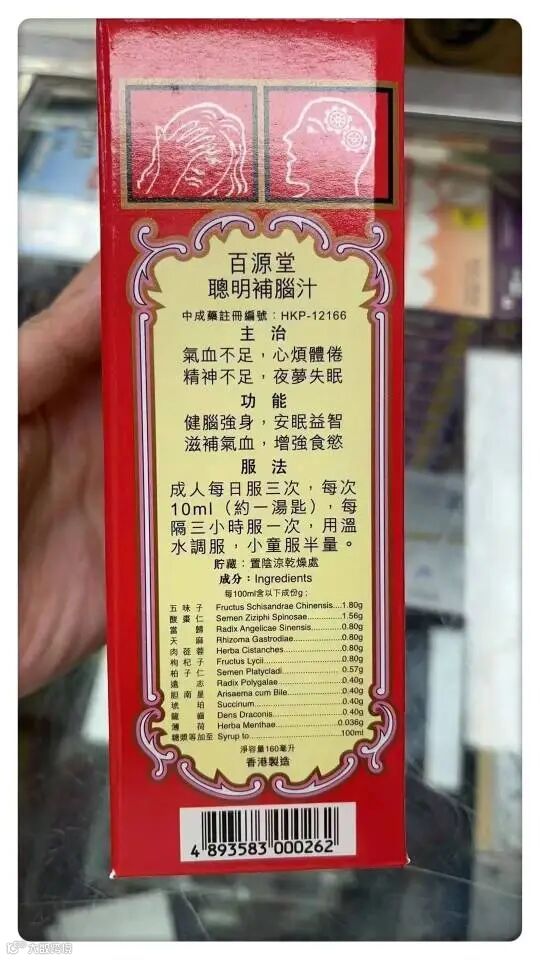 百源堂
聰明補腦汁
中成藥註冊編號：HKP-12166
主治
氣血不足，心煩體倦
精神不足，夜夢失眠
功能
健腦強身，安眠益智
滋補氣血，增強食慾
服法
成人每日服三次，每次
10ml（約一湯匙），每
隔三小時服一次，用溫
水調服，小童服半量。
貯藏：置陰涼乾燥處
成分：Ingredients
每100ml含以下成份g：
五味子 Fructus Schisandrae Chinensis....1.80g
酸棗仁 Semen Ziziphi Spinosae..............1.56g
當歸 Radix Angelicae Sinensis............0.80g
天麻 Rhizoma Gastrodiae..................0.80g
肉蓯蓉 Herba Cistanches.....................0.80g
枸杞子 Fructus Lycii..............................0.80g
柏子仁 Semen Platycladi......................0.57g
遠志 Radix Polygalae........................0.40g
胆南星 Arisaema cum Bile...................0.40g
琥珀 Succinum.................................0.40g
龍齒 Dens Draconis.........................0.40g
薄荷 Herba Menthae.....................0.036g
糖漿等加至 Syrup to..............................100ml
淨容量160毫升
香港製造
4 893583 000262
大歐跨境